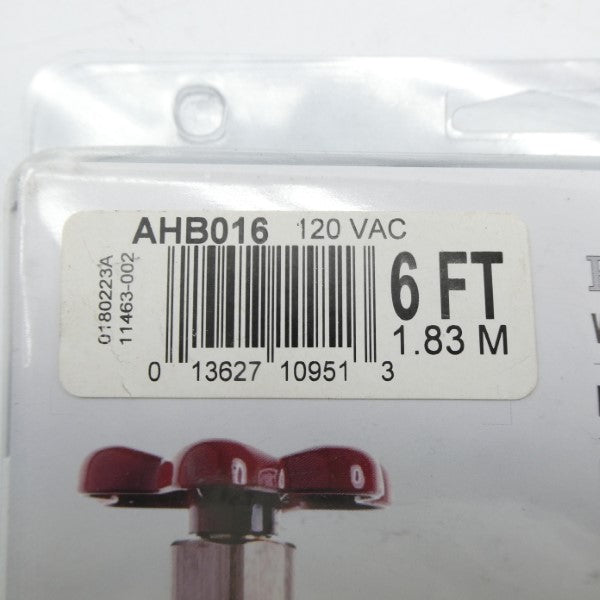 AHB016 120 VAC
0180223A
11463-002
6 FT
1.83 M
0 13627 10951 3